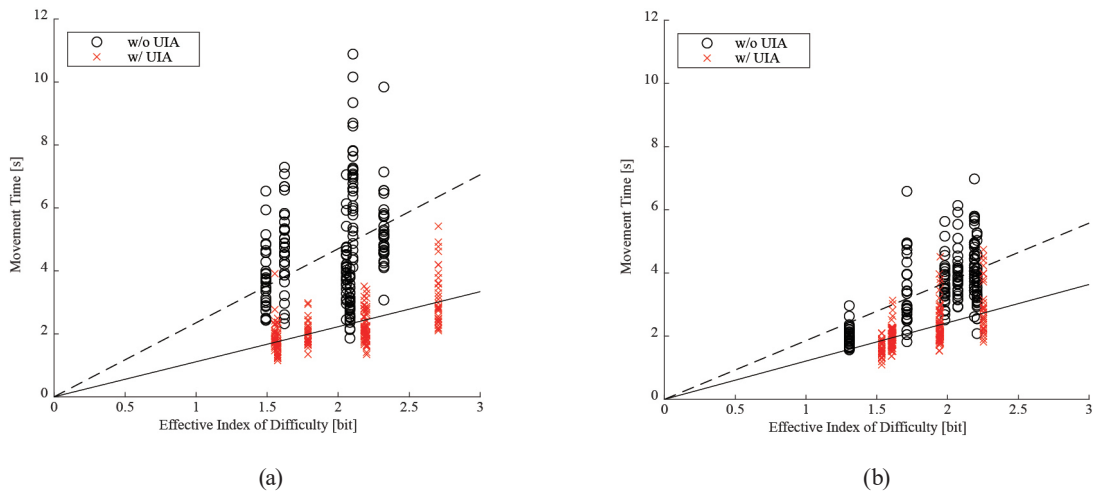 12
10
8
6
4
2
0
Movement Time [s]
w/o UIA
w/ UIA
0 0.5 1 1.5 2 2.5 3
Effective Index of Difficulty [bit]
(a)
12
10
8
6
4
2
0
Movement Time [s]
w/o UIA
w/ UIA
0 0.5 1 1.5 2 2.5 3
Effective Index of Difficulty [bit]
(b)